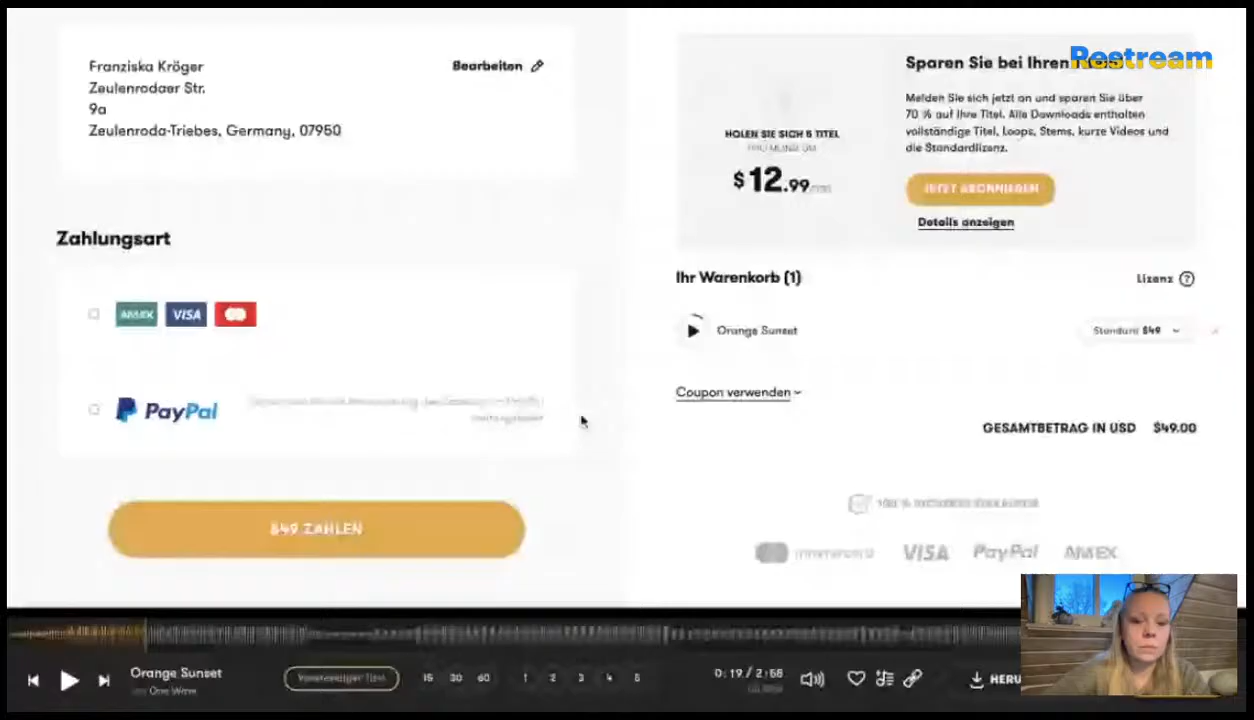 Franziska Kröger
Bearbeiten
Zeulenrodaer Str.
9a
Zeulenroda-Triebes, Germany, 07950
Zahlungsart
AMEX VISA
PayPal
$49 ZAHLEN
Restream
Sparen Sie bei Ihren
Melden Sie sich jetzt an und sparen Sie über
70 % auf Ihre Titel. Alle Downloads enthalten
vollständige Titel, Loops, Stems, kurze Videos und
die Standardlizenz.
HOLEN SIE SICH 5 TITEL
$12.99
JETZT ABONNIEREN
Details anzeigen
Ihr Warenkorb (1)
Lizenz ?
Orange Sunset
Standard $49
Coupon verwenden
GESAMTBETRAG IN USD $49.00
VISA PayPal AMEX
Orange Sunset
One Wave
15 30 60
1 2 3 4 5
0:19 / 2:58
HERU